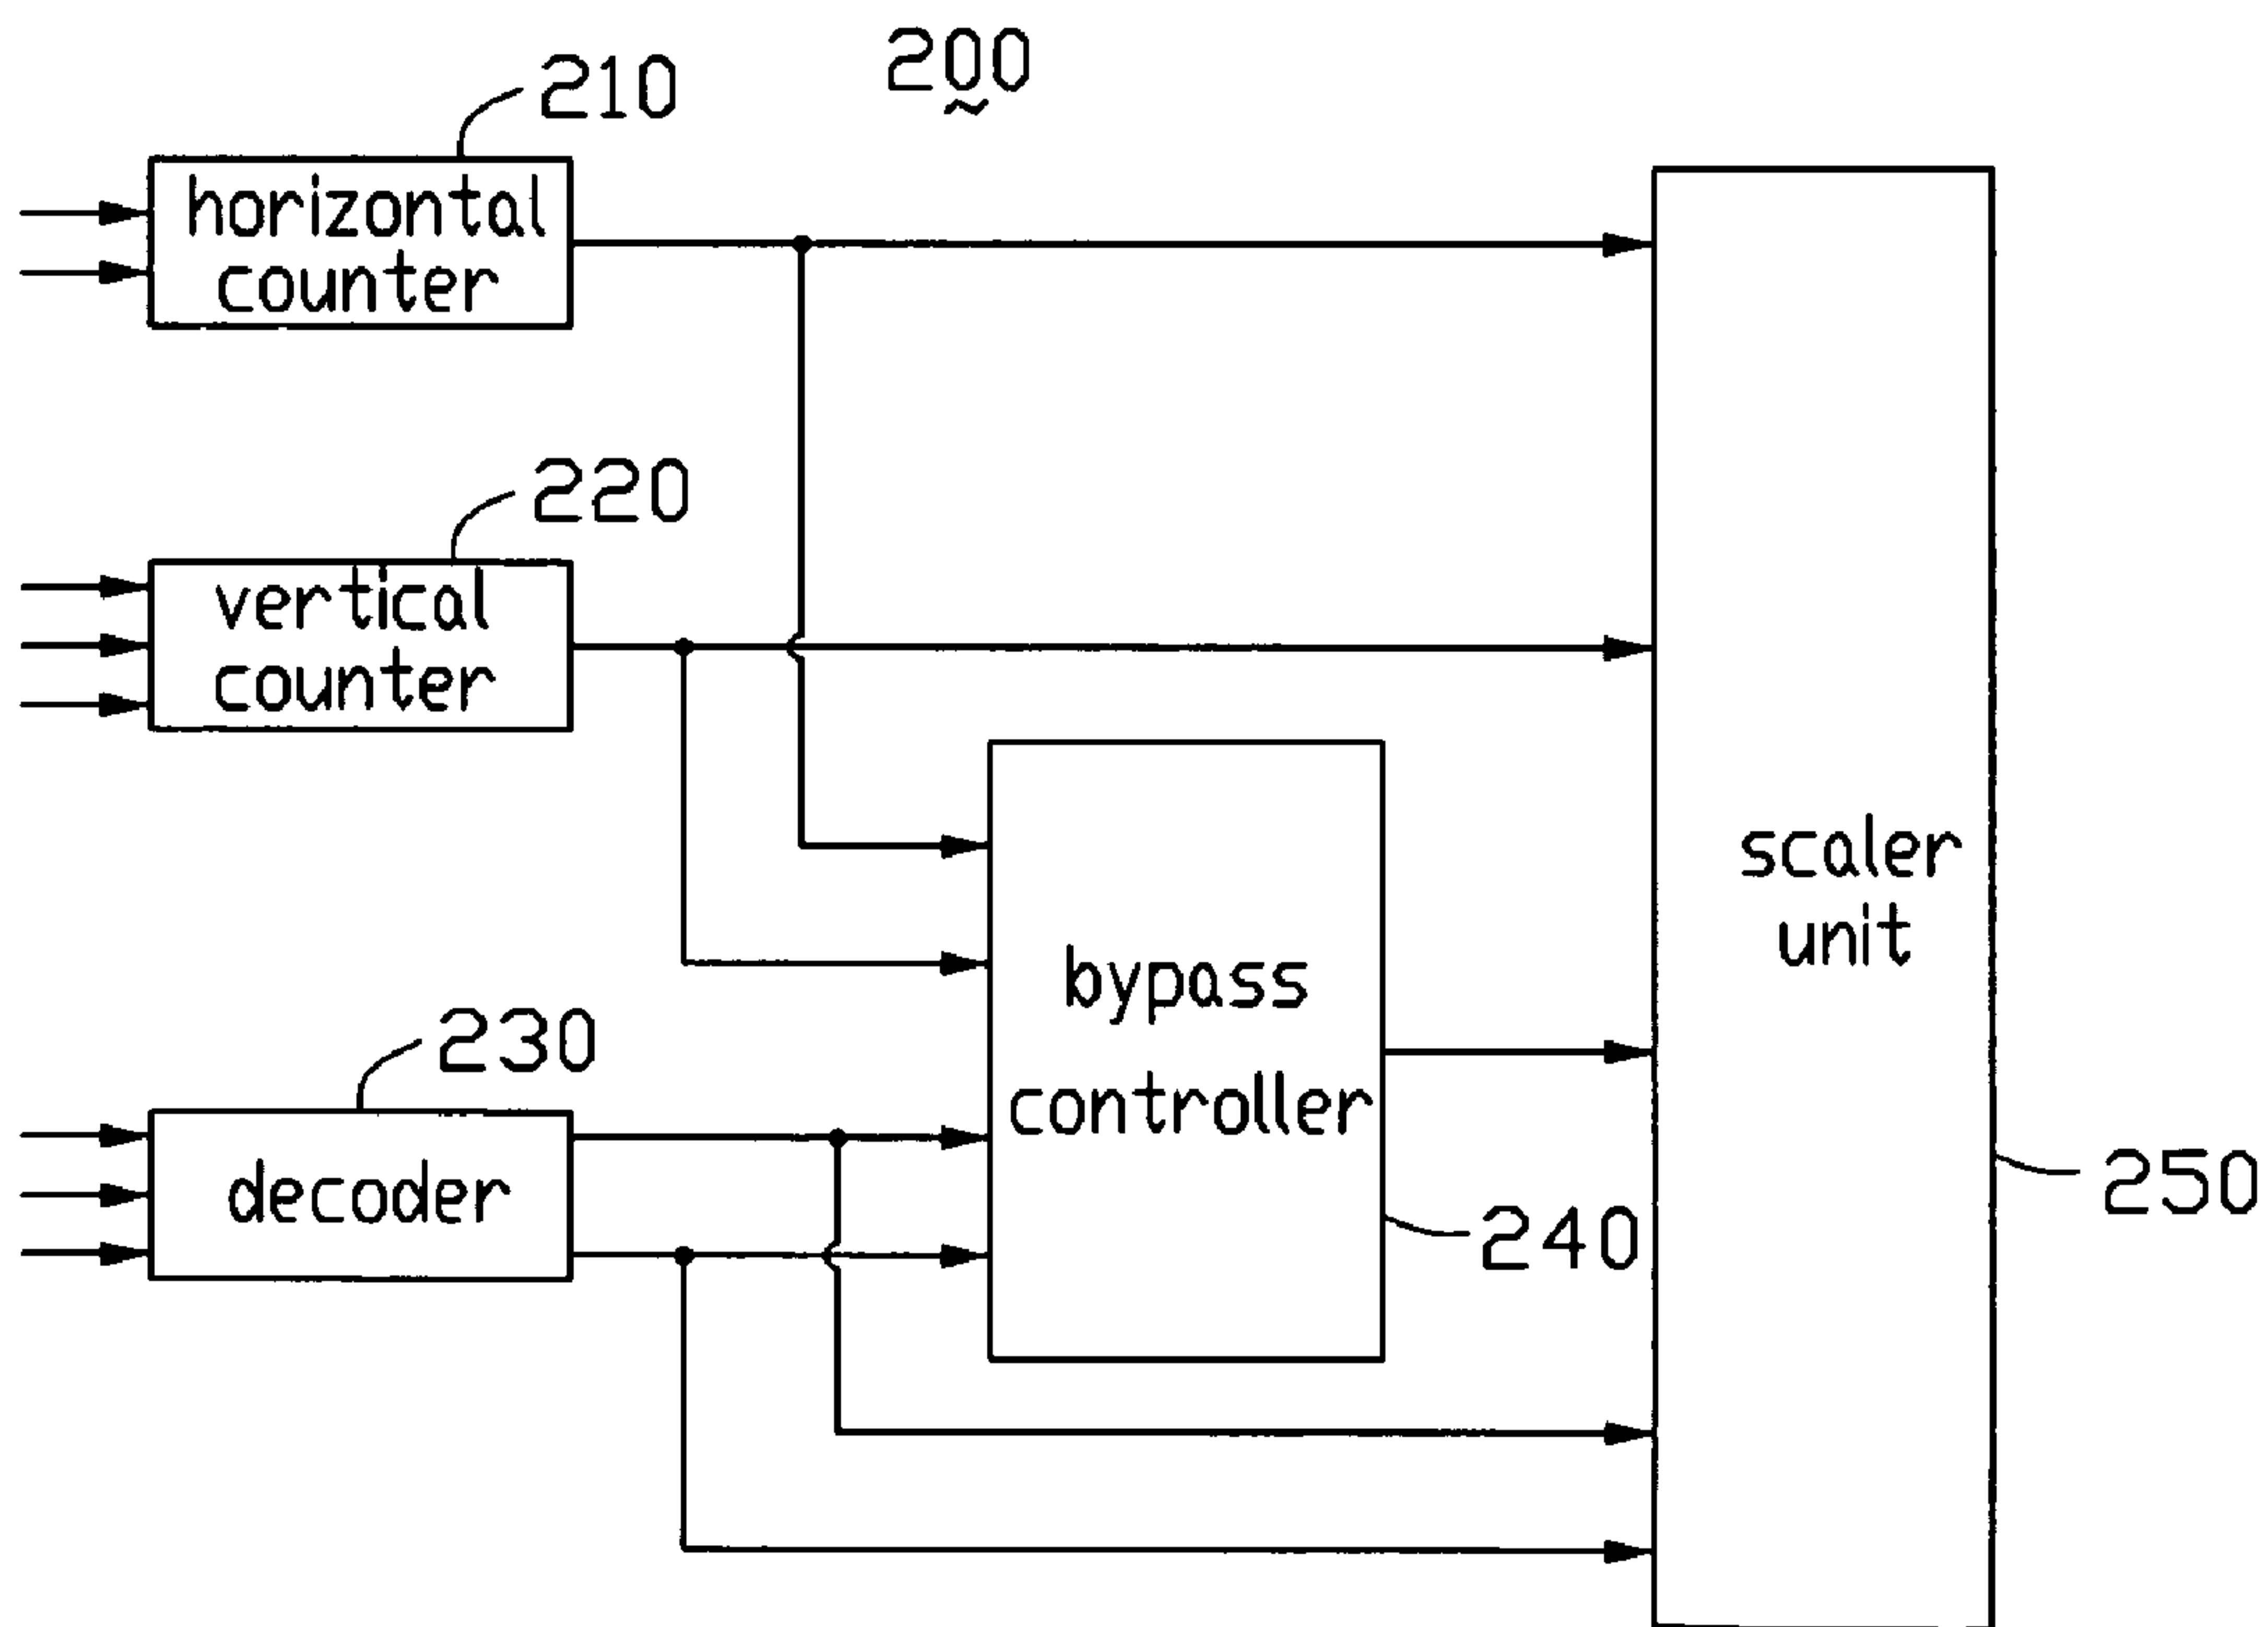 200
210
horizontal
counter
220
vertical
counter
230
decoder
bypass
controller
240
scaler
unit
250